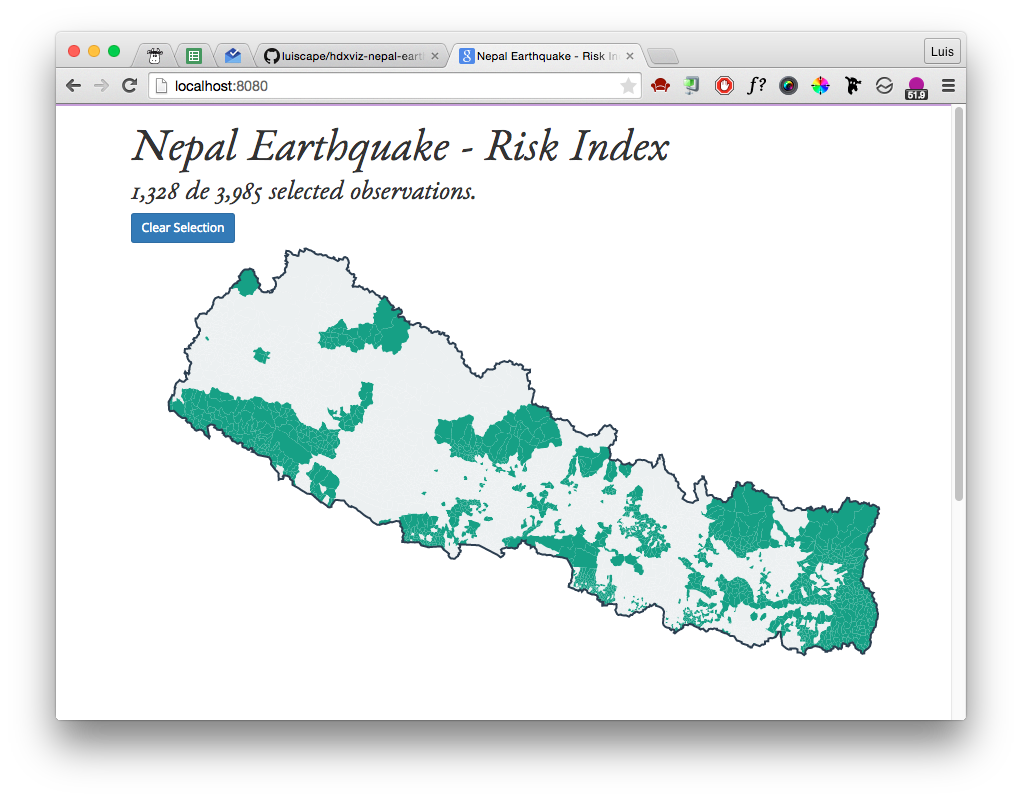 luiscape/hdxviz-nepal-eart
Nepal Earthquake - Risk In
Luis
localhost:8080
f?
51.9
Nepal Earthquake - Risk Index
1,328 de 3,985 selected observations.
Clear Selection